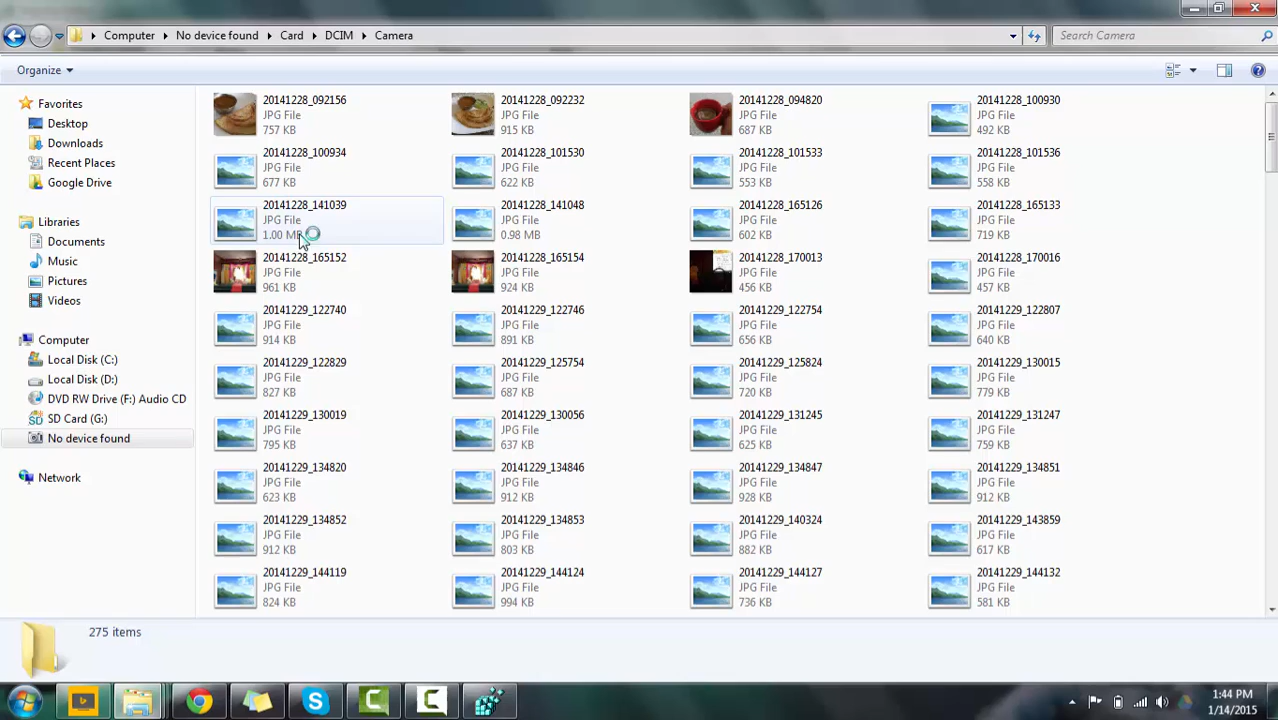 Computer
No device found
Card
DCIM
Camera
Search Camera
Organize
Favorites
Desktop
Downloads
Recent Places
Google Drive
Libraries
Documents
Music
Pictures
Videos
Computer
Local Disk (C:)
Local Disk (D:)
DVD RW Drive (F:) Audio CD
SD Card (G:)
No device found
Network
20141228_092156
JPG File
757 KB
20141228_092232
JPG File
915 KB
20141228_094820
JPG File
687 KB
20141228_100930
JPG File
492 KB
20141228_100934
JPG File
677 KB
20141228_101530
JPG File
622 KB
20141228_101533
JPG File
553 KB
20141228_101536
JPG File
558 KB
20141228_141039
JPG File
1.00 MB
20141228_141048
JPG File
0.98 MB
20141228_165126
JPG File
602 KB
20141228_165133
JPG File
719 KB
20141228_165152
JPG File
961 KB
20141228_165154
JPG File
924 KB
20141228_170013
JPG File
456 KB
20141228_170016
JPG File
457 KB
20141229_122740
JPG File
914 KB
20141229_122746
JPG File
891 KB
20141229_122754
JPG File
656 KB
20141229_122807
JPG File
640 KB
20141229_122829
JPG File
827 KB
20141229_125754
JPG File
687 KB
20141229_125824
JPG File
720 KB
20141229_130015
JPG File
779 KB
20141229_130019
JPG File
795 KB
20141229_130056
JPG File
637 KB
20141229_131245
JPG File
625 KB
20141229_131247
JPG File
759 KB
20141229_134820
JPG File
623 KB
20141229_134846
JPG File
912 KB
20141229_134847
JPG File
928 KB
20141229_134851
JPG File
912 KB
20141229_134852
JPG File
912 KB
20141229_134853
JPG File
803 KB
20141229_140324
JPG File
882 KB
20141229_143859
JPG File
617 KB
20141229_144119
JPG File
824 KB
20141229_144124
JPG File
994 KB
20141229_144127
JPG File
736 KB
20141229_144132
JPG File
581 KB
275 items
1:44 PM
1/14/2015